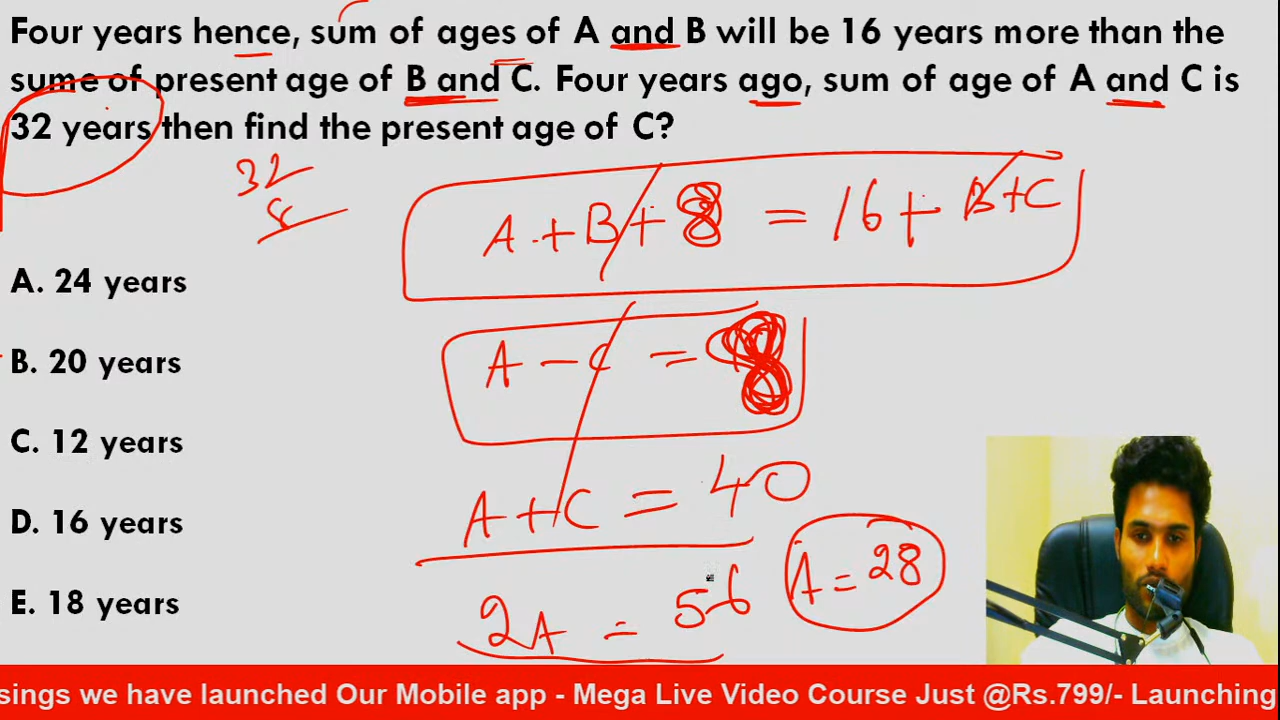 Four years hence, sum of ages of A and B will be 16 years more than the
sume of present age of B and C. Four years ago, sum of age of A and C is
32 years then find the present age of C?
32
8
A + B + 8 = 16 + B + C
A. 24 years
A - C = 8
B. 20 years
C. 12 years
A + C = 40
D. 16 years
A = 28
E. 18 years
2A = 56
sings we have launched Our Mobile app - Mega Live Video Course Just @Rs.799/- Launching